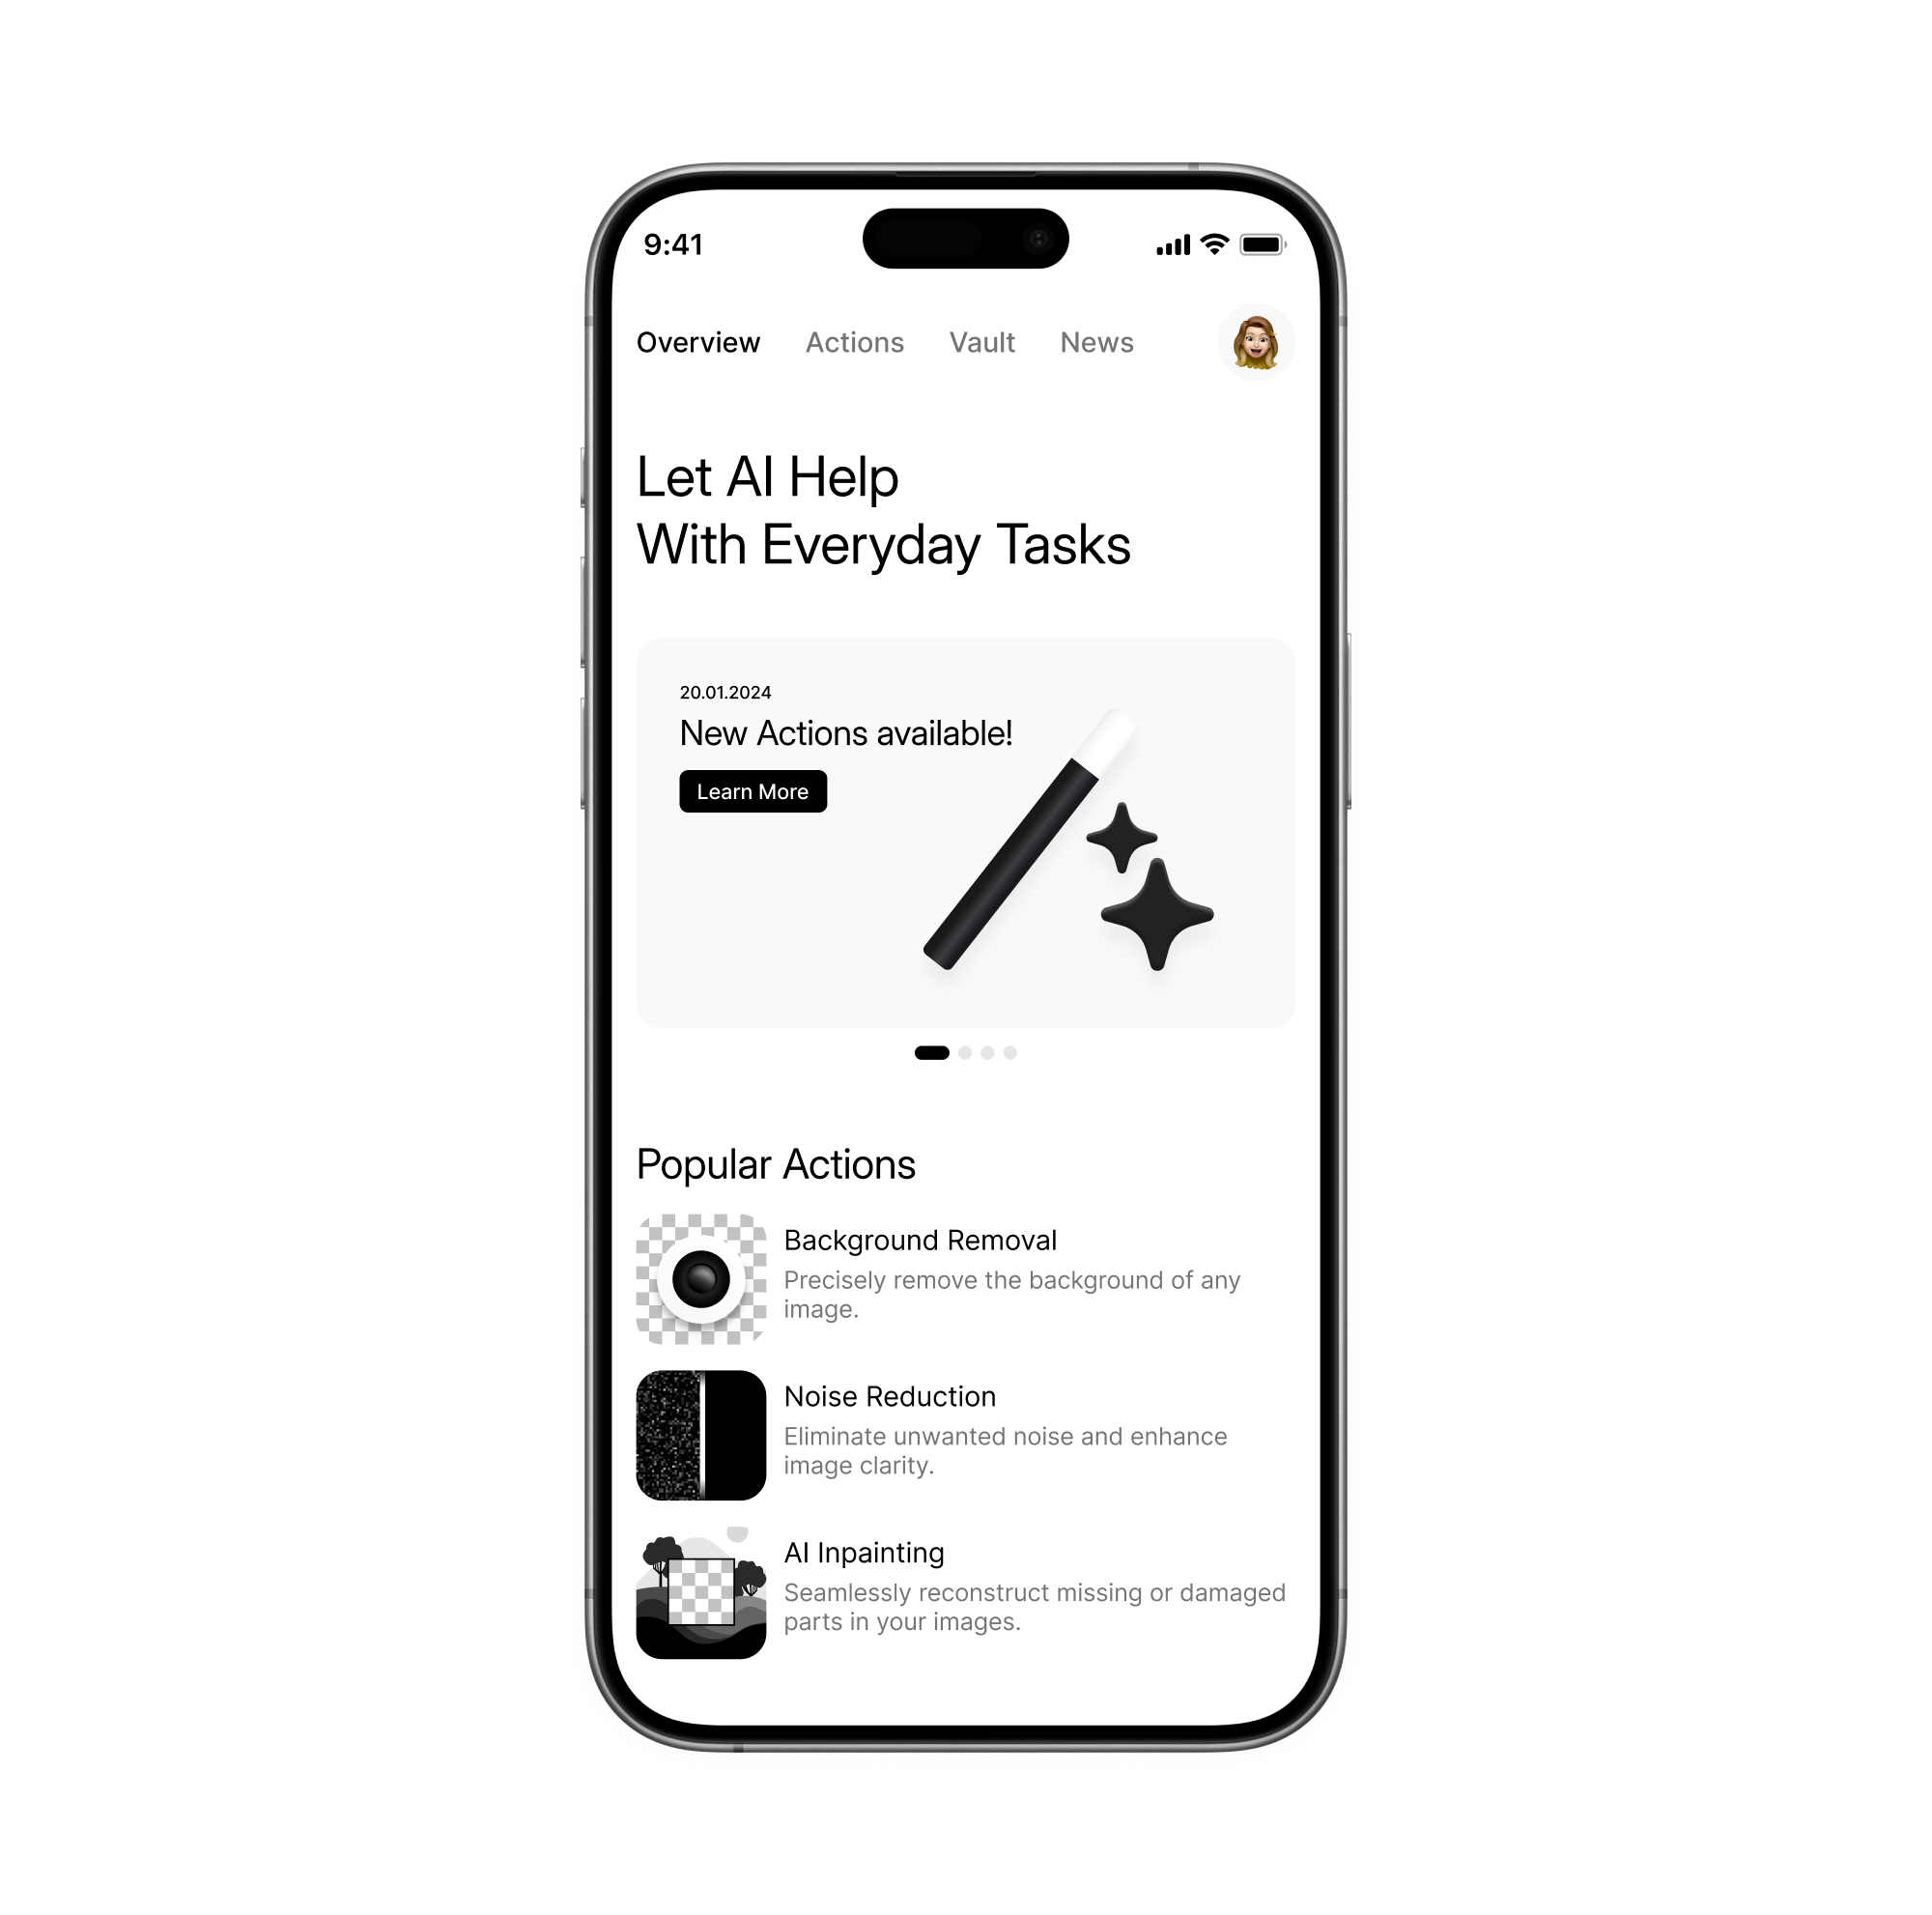 9:41
Overview Actions Vault News
Let AI Help
With Everyday Tasks
20.01.2024
New Actions available!
Learn More
Popular Actions
Background Removal
Precisely remove the background of any
image.
Noise Reduction
Eliminate unwanted noise and enhance
image clarity.
AI Inpainting
Seamlessly reconstruct missing or damaged
parts in your images.